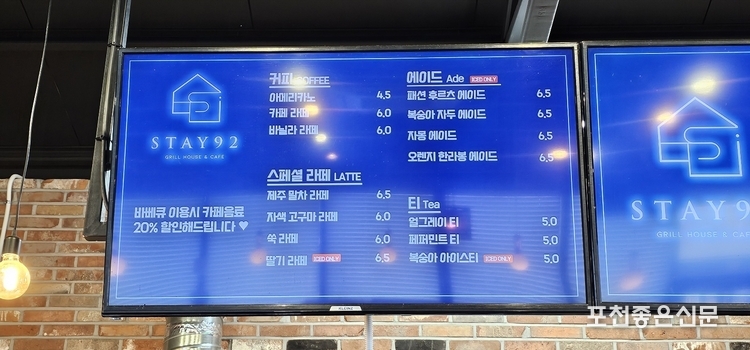 STAY92
GRILL HOUSE & CAFE
바베큐 이용시 카페음료
20% 할인해드립니다 ♥
커피 COFFEE
아메리카노 4,5
카페 라떼 6,0
바닐라 라떼 6,0
스페셜 라떼 LATTE
제주 말차 라떼 6,5
자색 고구마 라떼 6,0
쑥 라떼 6,0
딸기 라떼 ICED ONLY 6,5
에이드 Ade ICED ONLY
패션 후르츠 에이드 6,5
복숭아 자두 에이드 6,5
자몽 에이드 6,5
오렌지 한라봉 에이드 6,5
티 Tea
얼그레이 티 5,0
페퍼민트 티 5,0
복숭아 아이스티 ICED ONLY 5,0
STAY92
GRILL HOUSE & CAFE
포천좋은신문